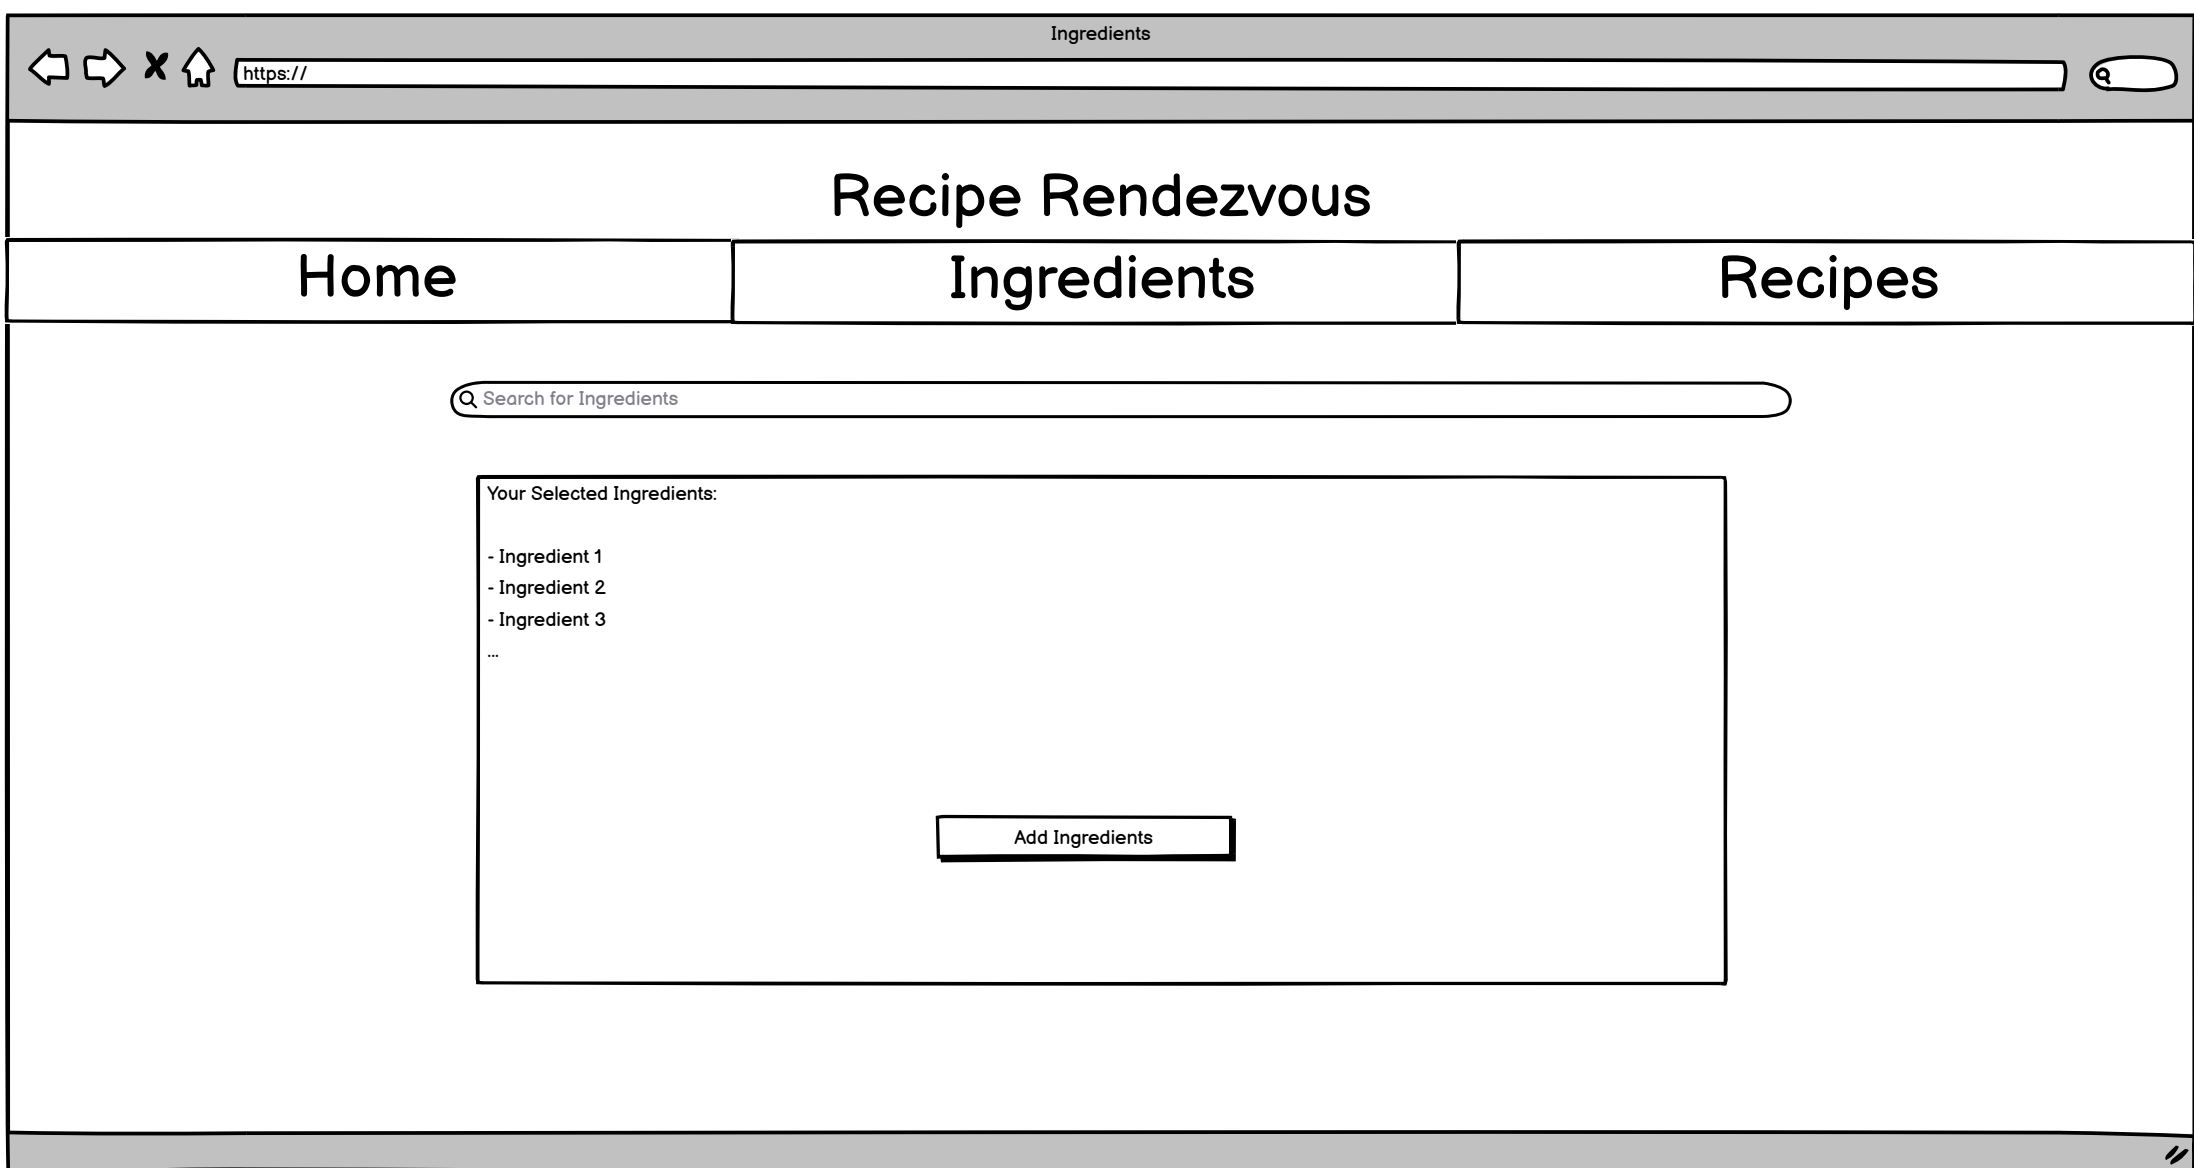 Ingredients
https://
Recipe Rendezvous
Home Ingredients Recipes
Search for Ingredients
Your Selected Ingredients:
- Ingredient 1
- Ingredient 2
- Ingredient 3
...
Add Ingredients